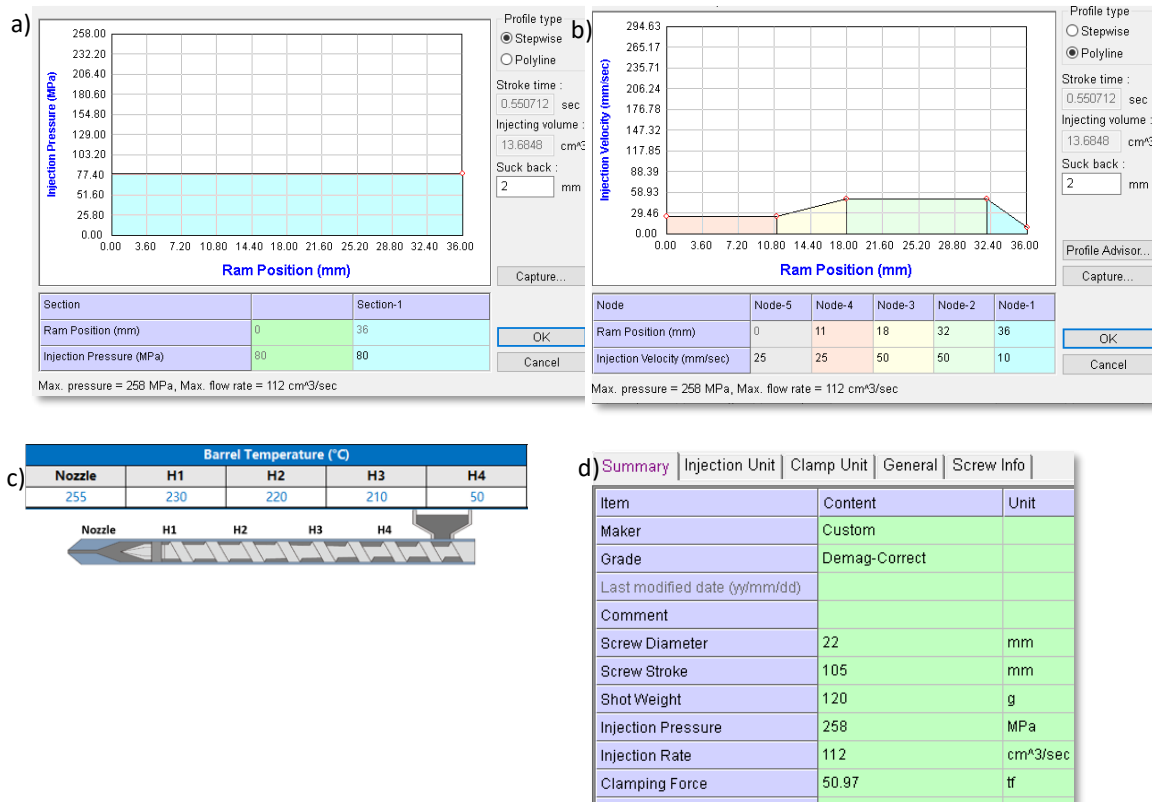 a)
Injection Pressure (MPa)
258.00
232.20
206.40
180.60
154.80
129.00
103.20
77.40
51.60
25.80
0.00
0.00 3.60 7.20 10.80 14.40 18.00 21.60 25.20 28.80 32.40 36.00
Ram Position (mm)
Profile type
Stepwise
Polyline
Stroke time :
0.550712 sec
Injecting volume :
13.6848 cm^3
Suck back :
2 mm
Capture...
OK
Cancel
Section Section-1
Ram Position (mm) 0 36
Injection Pressure (MPa) 80 80
Max. pressure = 258 MPa, Max. flow rate = 112 cm^3/sec
b)
Injection Velocity (mm/sec)
294.63
265.17
235.71
206.24
176.78
147.32
117.85
88.39
58.93
29.46
0.00
0.00 3.60 7.20 10.80 14.40 18.00 21.60 25.20 28.80 32.40 36.00
Ram Position (mm)
Profile type
Stepwise
Polyline
Stroke time :
0.550712 sec
Injecting volume :
13.6848 cm^3
Suck back :
2 mm
Profile Advisor...
Capture...
OK
Cancel
Node Node-5 Node-4 Node-3 Node-2 Node-1
Ram Position (mm) 0 11 18 32 36
Injection Velocity (mm/sec) 25 25 50 50 10
Max. pressure = 258 MPa, Max. flow rate = 112 cm^3/sec
c)
Barrel Temperature (°C)
Nozzle H1 H2 H3 H4
255 230 220 210 50
Nozzle H1 H2 H3 H4
d)
Summary Injection Unit Clamp Unit General Screw Info
Item Content Unit
Maker Custom
Grade Demag-Correct
Last modified date (yy/mm/dd)
Comment
Screw Diameter 22 mm
Screw Stroke 105 mm
Shot Weight 120 g
Injection Pressure 258 MPa
Injection Rate 112 cm^3/sec
Clamping Force 50.97 tf